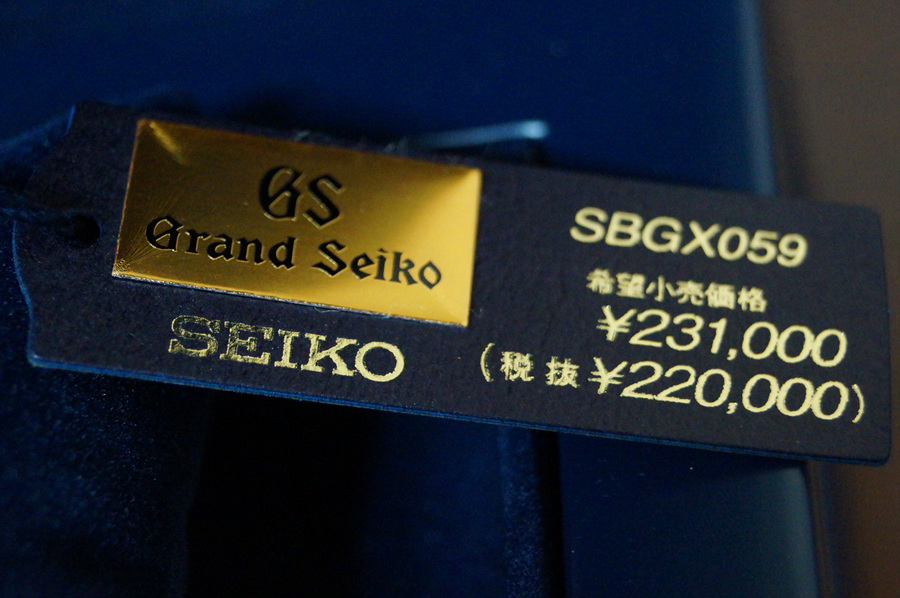 GS
Grand Seiko
SEIKO
SBGX059
希望小売価格
¥231,000
(税抜¥220,000)